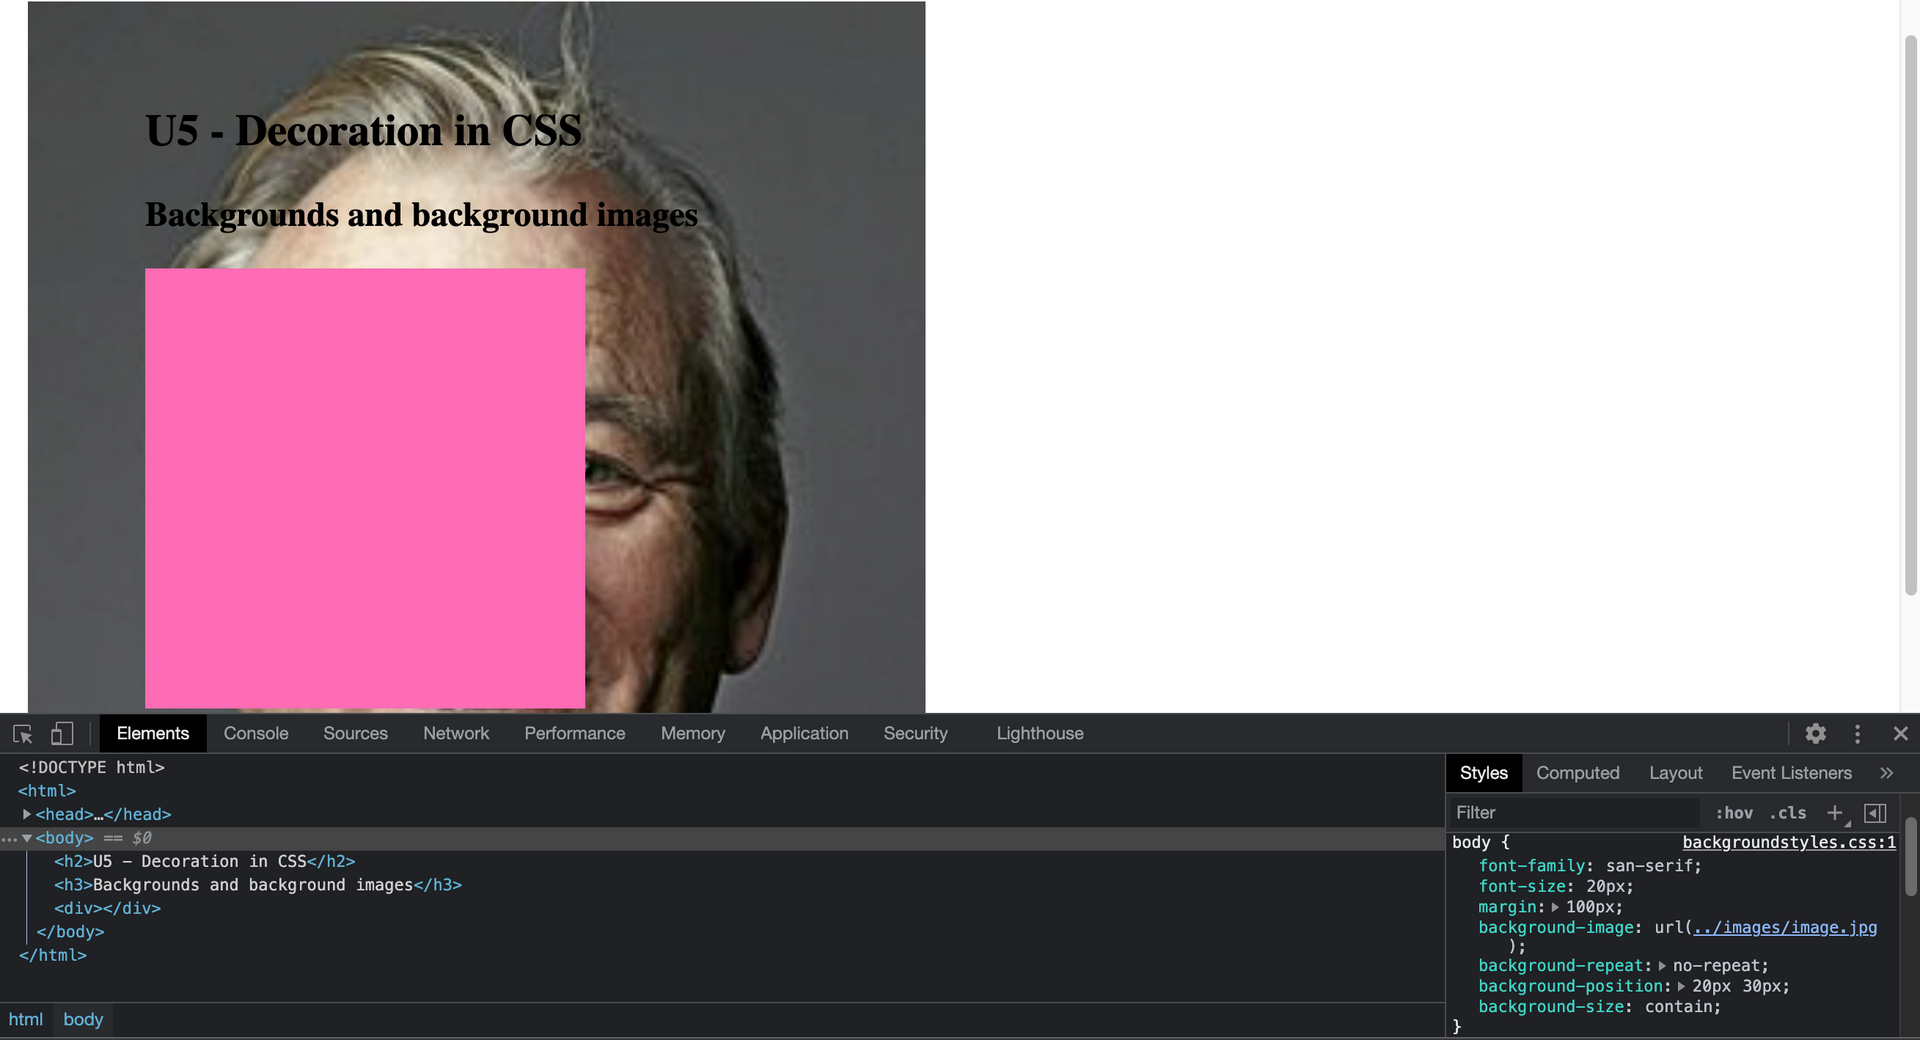 U5 - Decoration in CSS
Backgrounds and background images
Elements Console Sources Network Performance Memory Application Security Lighthouse
<!DOCTYPE html>
<html>
<head>…</head>
<body> == $0
<h2>U5 – Decoration in CSS</h2>
<h3>Backgrounds and background images</h3>
<div></div>
</body>
</html>
html body
Styles Computed Layout Event Listeners »
Filter :hov .cls +
body { backgroundstyles.css:1
font-family: san-serif;
font-size: 20px;
margin: 100px;
background-image: url(../images/image.jpg
);
background-repeat: no-repeat;
background-position: 20px 30px;
background-size: contain;
}